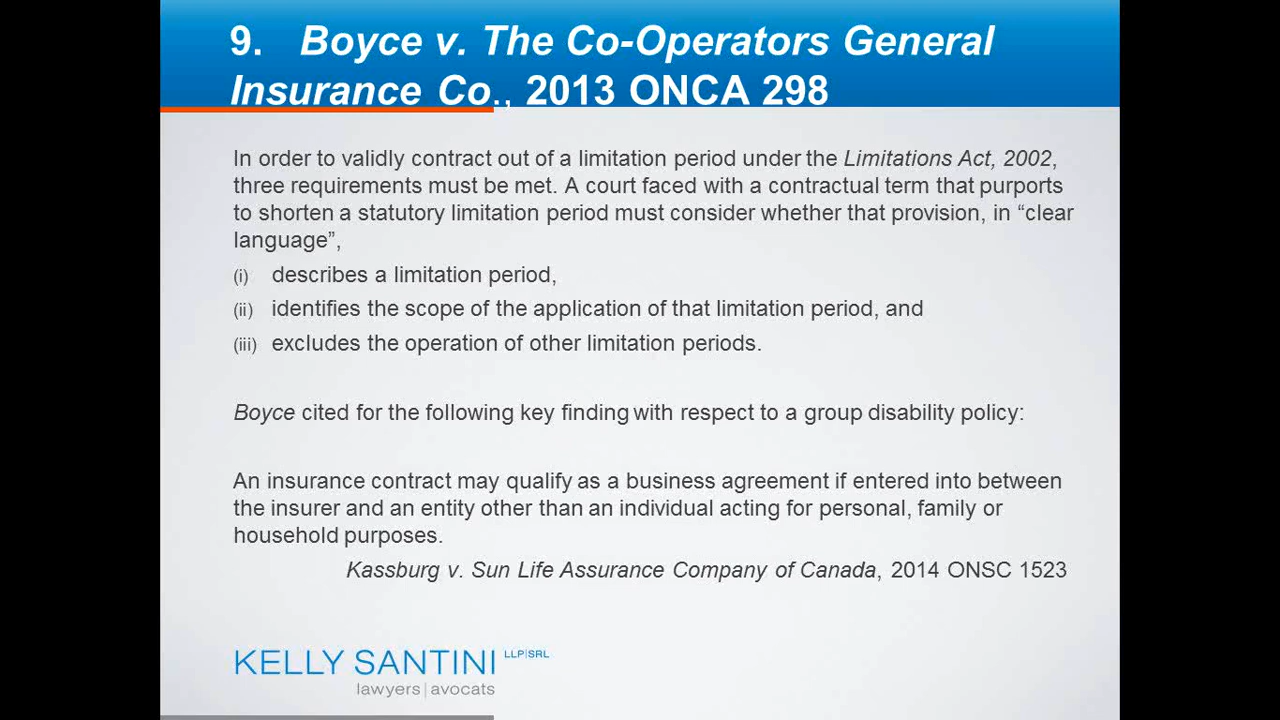 9. Boyce v. The Co-Operators General
Insurance Co., 2013 ONCA 298
In order to validly contract out of a limitation period under the Limitations Act, 2002,
three requirements must be met. A court faced with a contractual term that purports
to shorten a statutory limitation period must consider whether that provision, in “clear
language”,
(i) describes a limitation period,
(ii) identifies the scope of the application of that limitation period, and
(iii) excludes the operation of other limitation periods.
Boyce cited for the following key finding with respect to a group disability policy:
An insurance contract may qualify as a business agreement if entered into between
the insurer and an entity other than an individual acting for personal, family or
household purposes.
Kassburg v. Sun Life Assurance Company of Canada, 2014 ONSC 1523
KELLY SANTINI LLP|SRL
lawyers|avocats